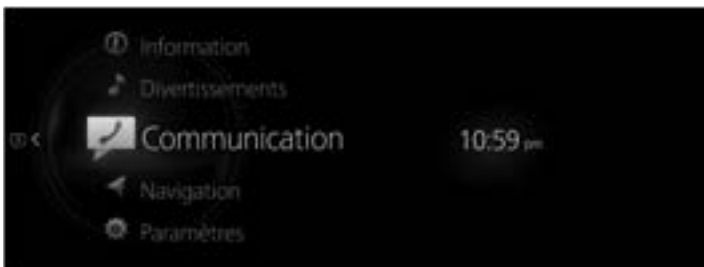 Information
Divertissements
Communication
10:59 pm
Navigation
Paramètres